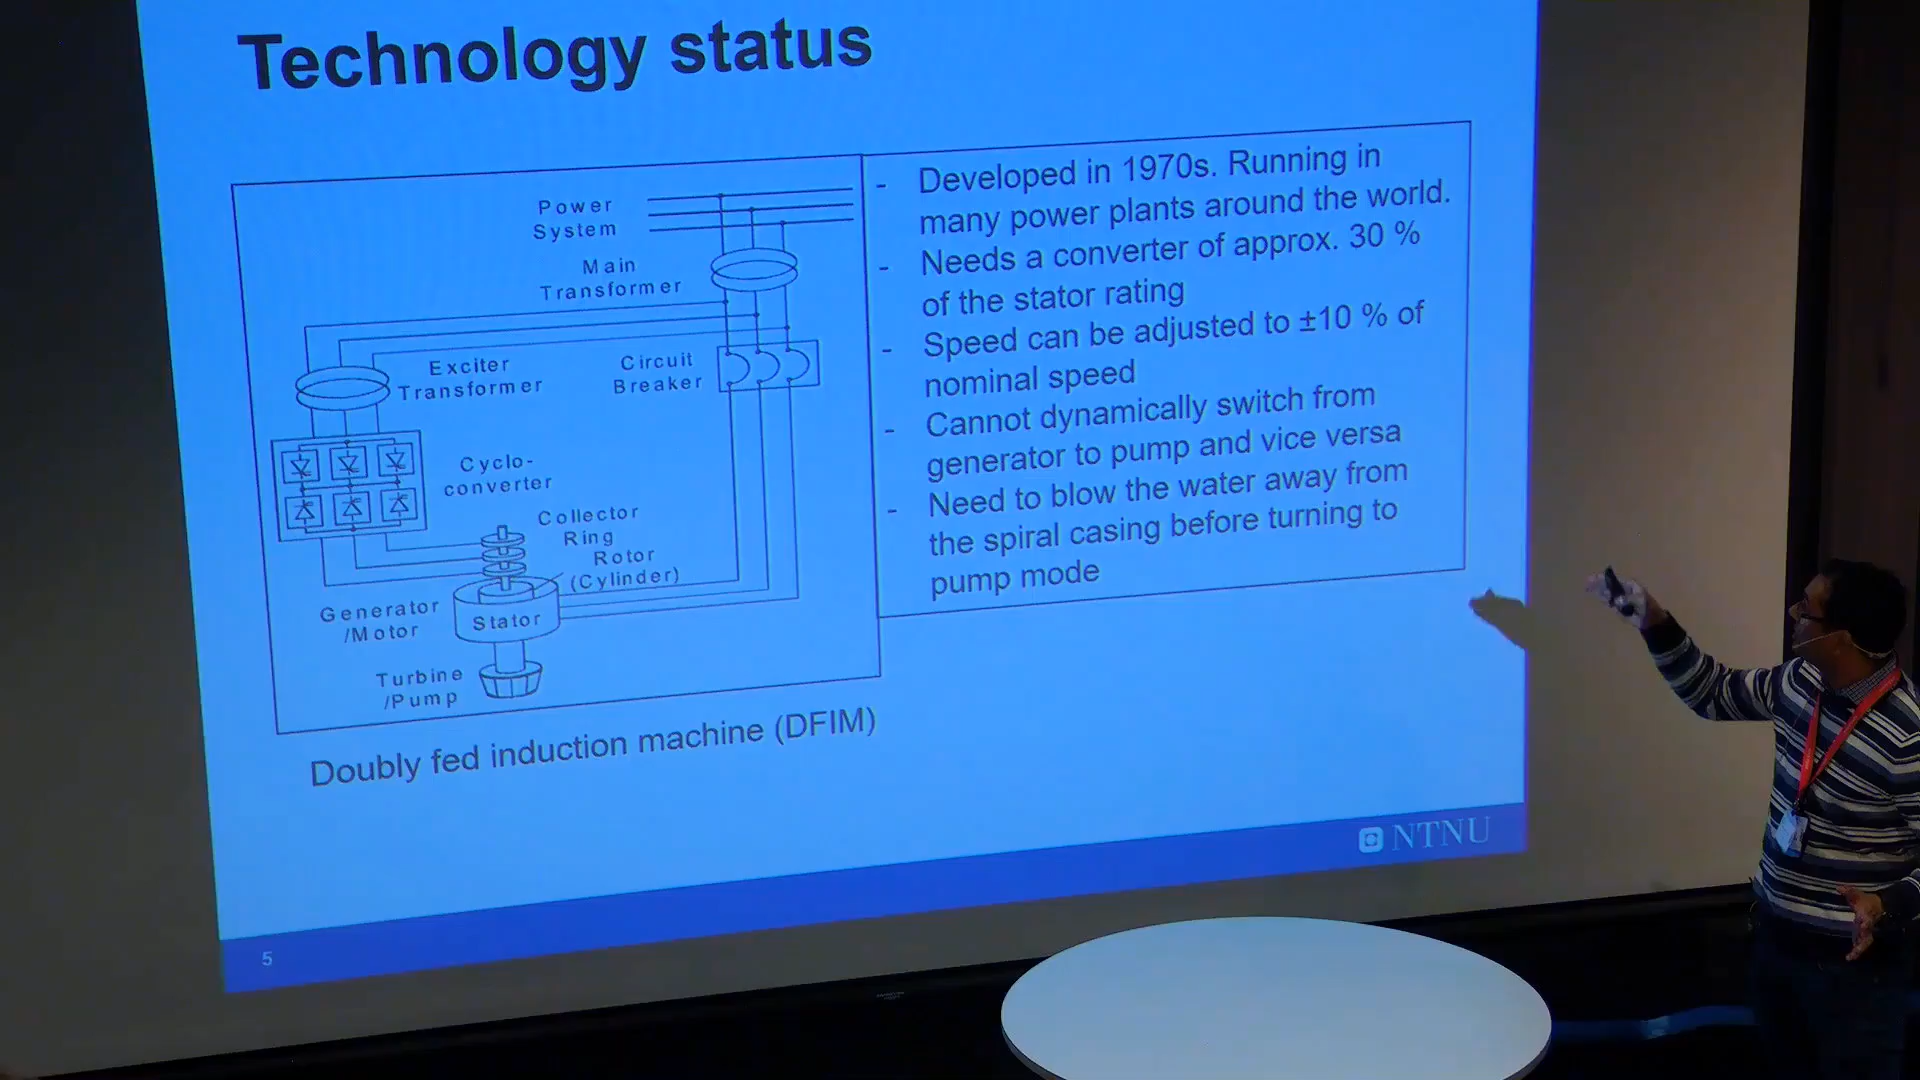 Technology status
Power
System
Main
Transformer
Exciter
Transformer
Circuit
Breaker
Cyclo-
converter
Collector
Ring
Rotor
(Cylinder)
Generator
/Motor
Stator
Turbine
/Pump
Doubly fed induction machine (DFIM)
- Developed in 1970s. Running in
many power plants around the world.
- Needs a converter of approx. 30 %
of the stator rating
- Speed can be adjusted to ±10 % of
nominal speed
- Cannot dynamically switch from
generator to pump and vice versa
- Need to blow the water away from
the spiral casing before turning to
pump mode
NTNU
5